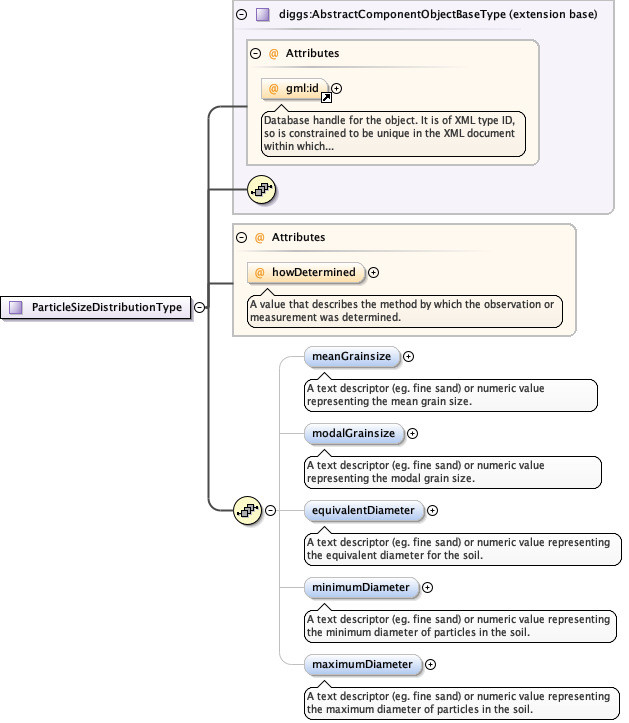 diggs:AbstractComponentObjectBaseType (extension base)
@ Attributes
@ gml:id
Database handle for the object. It is of XML type ID,
so is constrained to be unique in the XML document
within which...
@ Attributes
@ howDetermined
A value that describes the method by which the observation or
measurement was determined.
ParticleSizeDistributionType
meanGrainsize
A text descriptor (eg. fine sand) or numeric value
representing the mean grain size.
modalGrainsize
A text descriptor (eg. fine sand) or numeric value
representing the modal grain size.
equivalentDiameter
A text descriptor (eg. fine sand) or numeric value representing
the equivalent diameter for the soil.
minimumDiameter
A text descriptor (eg. fine sand) or numeric value representing
the minimum diameter of particles in the soil.
maximumDiameter
A text descriptor (eg. fine sand) or numeric value representing
the maximum diameter of particles in the soil.